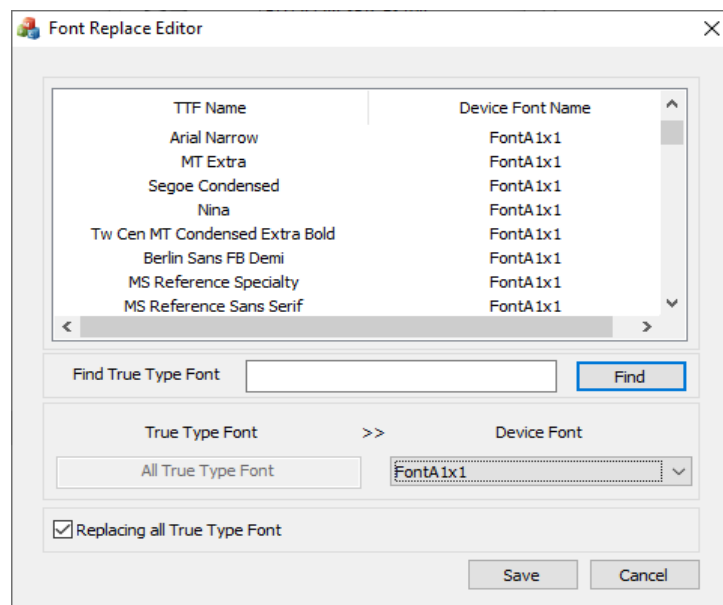 Font Replace Editor
TTF Name Device Font Name
Arial Narrow FontA1x1
MT Extra FontA1x1
Segoe Condensed FontA1x1
Nina FontA1x1
Tw Cen MT Condensed Extra Bold FontA1x1
Berlin Sans FB Demi FontA1x1
MS Reference Specialty FontA1x1
MS Reference Sans Serif FontA1x1
Find True Type Font Find
True Type Font >> Device Font
All True Type Font FontA1x1
Replacing all True Type Font
Save Cancel